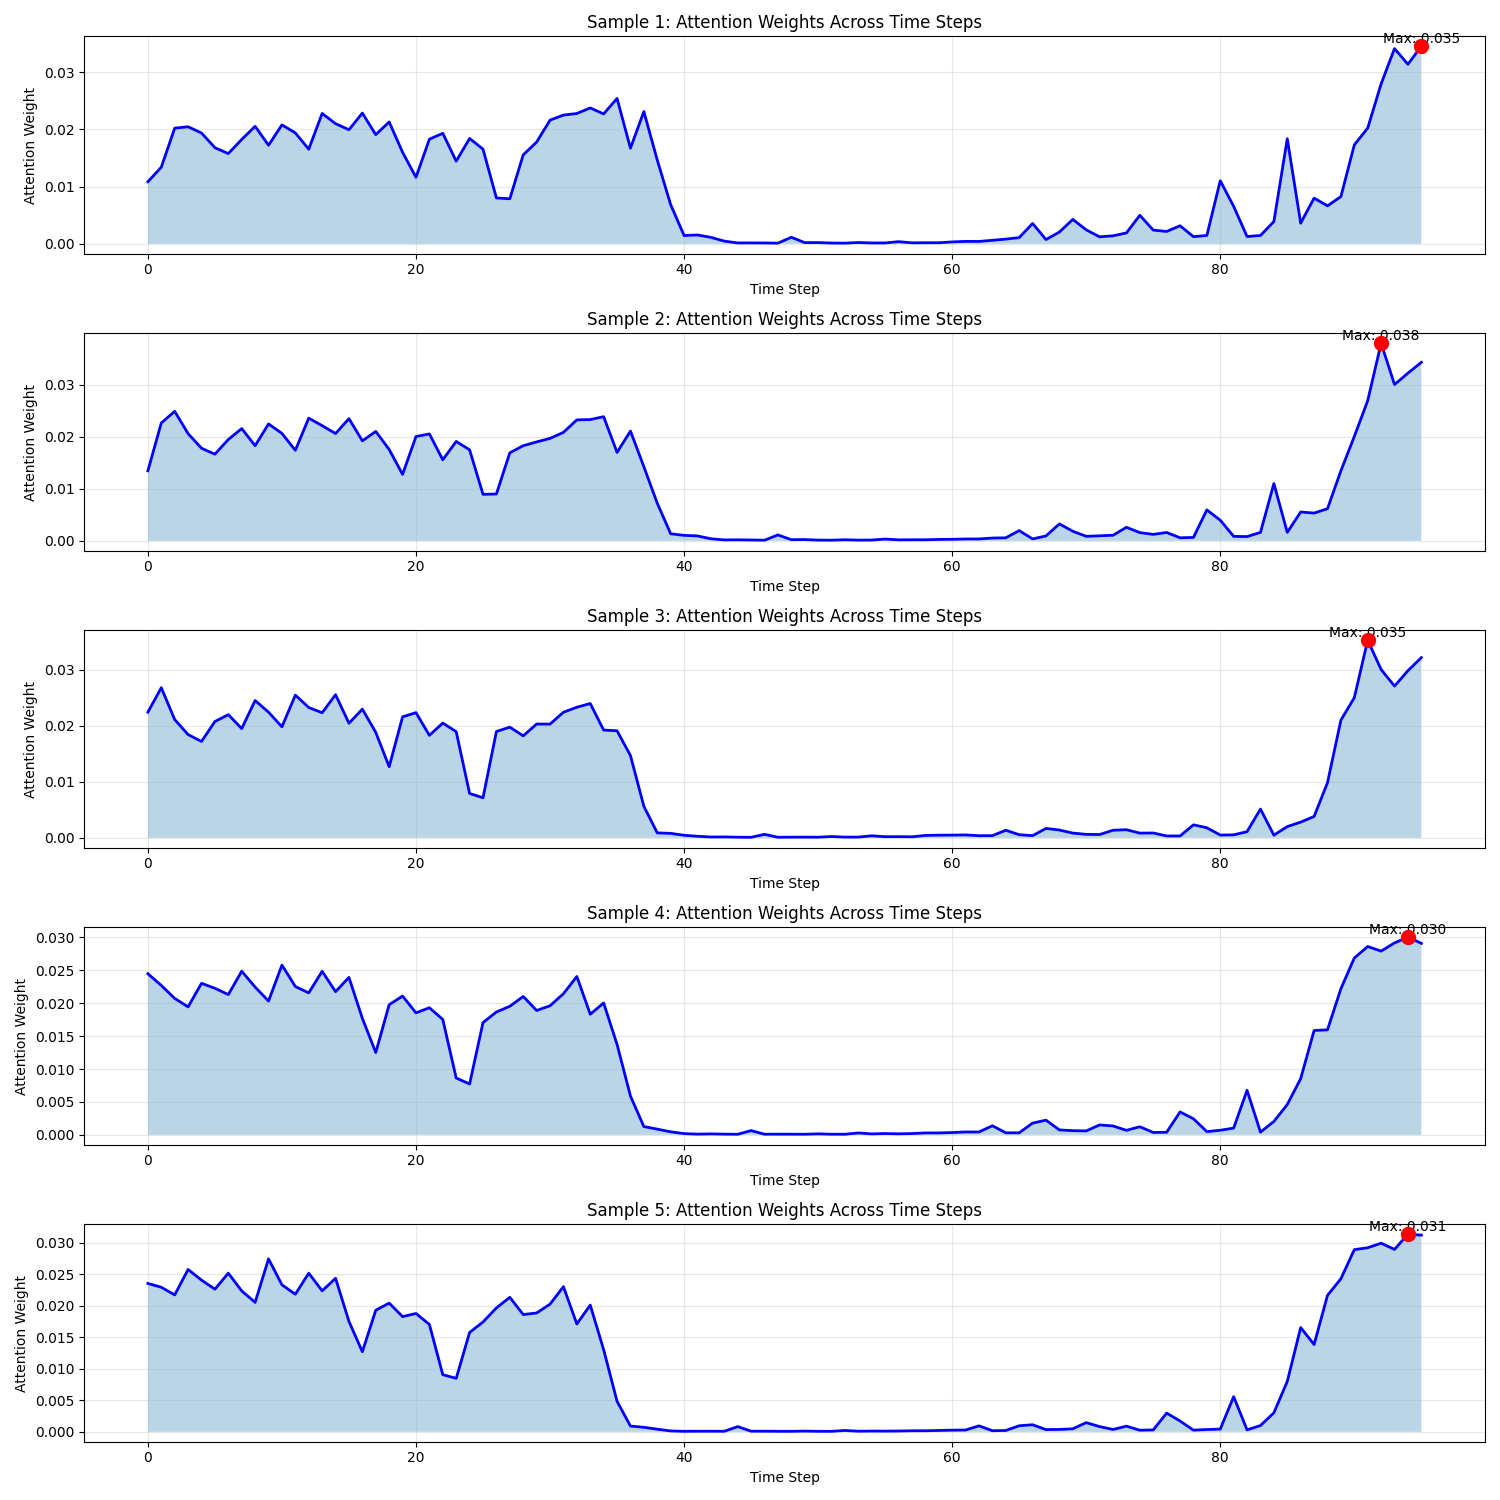 Sample 1: Attention Weights Across Time Steps
Max: 0.035
0.03
0.02
0.01
0.00
Attention Weight
0 20 40 60 80
Time Step
Sample 2: Attention Weights Across Time Steps
Max: 0.038
0.03
0.02
0.01
0.00
Attention Weight
0 20 40 60 80
Time Step
Sample 3: Attention Weights Across Time Steps
Max: 0.035
0.03
0.02
0.01
0.00
Attention Weight
0 20 40 60 80
Time Step
Sample 4: Attention Weights Across Time Steps
Max: 0.030
0.030
0.025
0.020
0.015
0.010
0.005
0.000
Attention Weight
0 20 40 60 80
Time Step
Sample 5: Attention Weights Across Time Steps
Max: 0.031
0.030
0.025
0.020
0.015
0.010
0.005
0.000
Attention Weight
0 20 40 60 80
Time Step